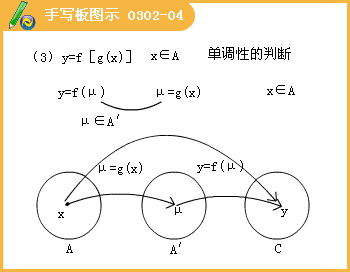 手写板图示 0302-04
(3) y=f[g(x)] x∈A 单调性的判断
y=f(μ) μ=g(x) x∈A
μ∈A′
μ=g(x) y=f(μ)
x μ y
A A′ C